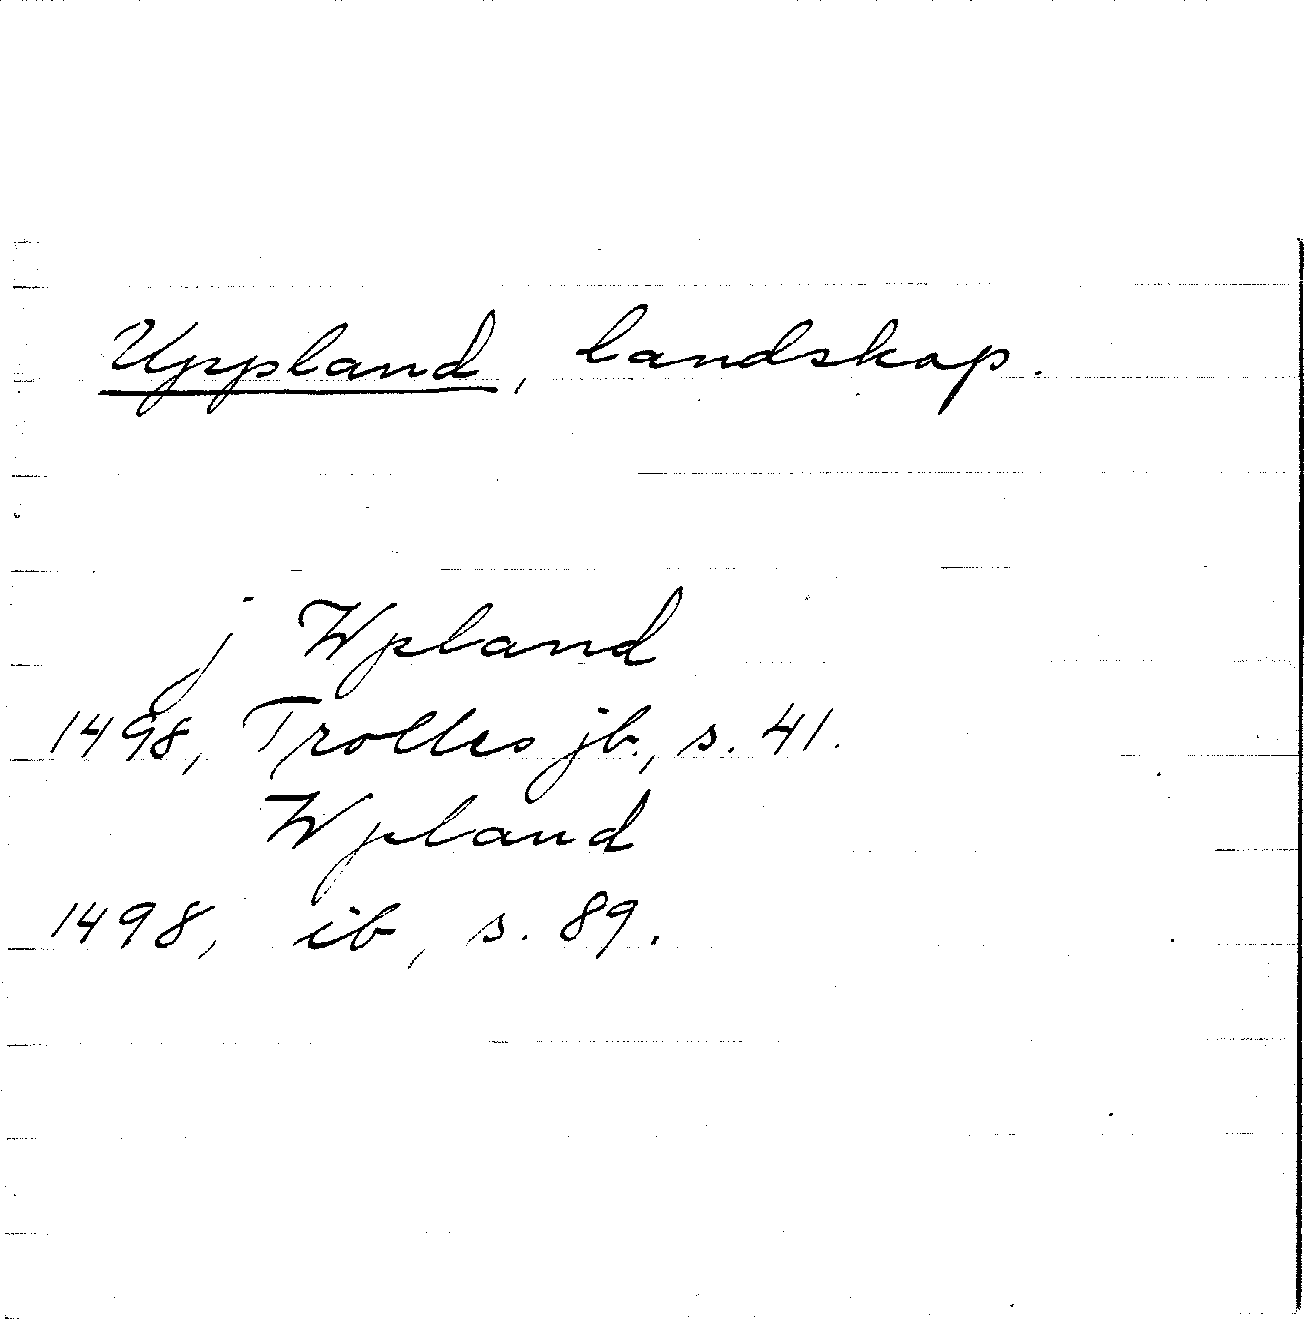 Uppland, landskap.
j Wpland
1498, Trolles jb., s. 41.
Wpland
1498, ib, s. 89.